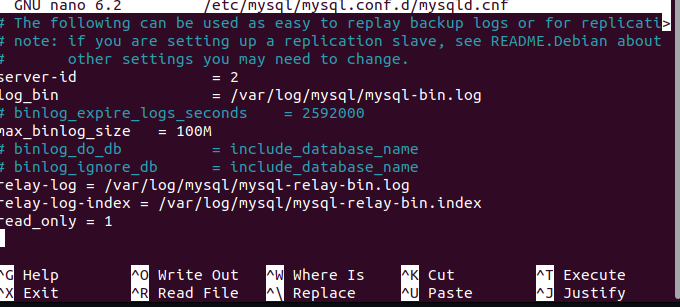 GNU nano 6.2 /etc/mysql/mysql.conf.d/mysqld.cnf
# The following can be used as easy to replay backup logs or for replicati>
# note: if you are setting up a replication slave, see README.Debian about
# other settings you may need to change.
server-id = 2
log_bin = /var/log/mysql/mysql-bin.log
# binlog_expire_logs_seconds = 2592000
max_binlog_size = 100M
# binlog_do_db = include_database_name
# binlog_ignore_db = include_database_name
relay-log = /var/log/mysql/mysql-relay-bin.log
relay-log-index = /var/log/mysql/mysql-relay-bin.index
read_only = 1
^G Help ^O Write Out ^W Where Is ^K Cut ^T Execute
^X Exit ^R Read File ^\ Replace ^U Paste ^J Justify